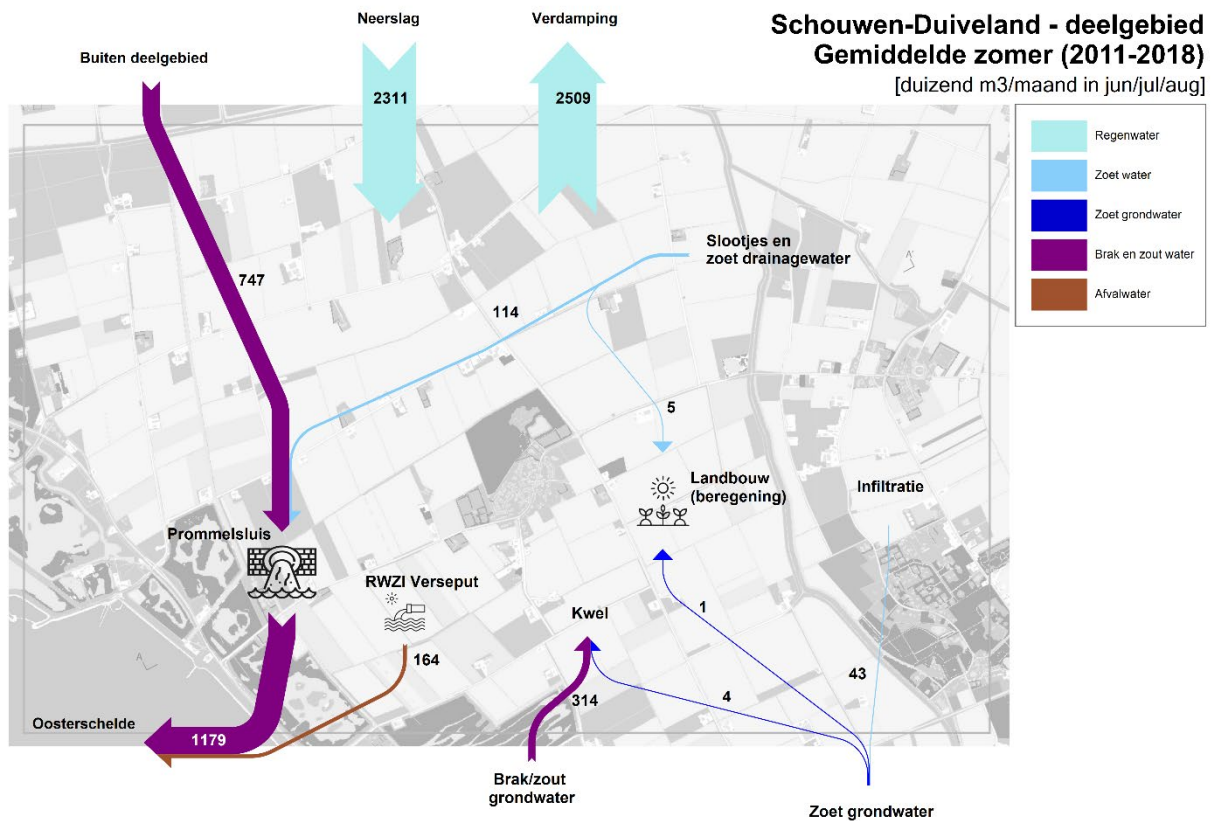 Schouwen-Duiveland - deelgebied
Gemiddelde zomer (2011-2018)
[duizend m3/maand in jun/jul/aug]
Neerslag
Verdamping
Buiten deelgebied
2311
2509
Regenwater
Zoet water
Zoet grondwater
Brak en zout water
Afvalwater
Slootjes en
zoet drainagewater
A'
747
114
5
Landbouw
(beregening)
Infiltratie
Prommelsluis
RWZI Verseput
Kwel
1
A
164
43
314
4
Oosterschelde
1179
Brak/zout
grondwater
Zoet grondwater